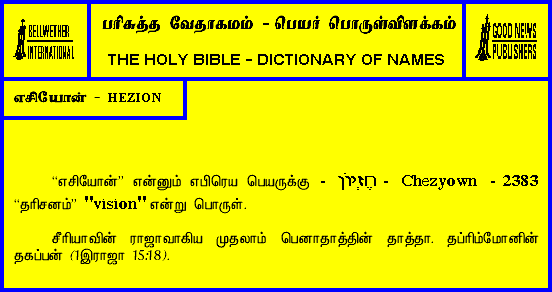 BELLWETHER
INTERNATIONAL
பரிசுத்த வேதாகமம் - பெயர் பொருள்விளக்கம்
THE HOLY BIBLE - DICTIONARY OF NAMES
GOOD NEWS
PUBLISHERS
எசியோன் - HEZION
“எசியோன்” என்னும் எபிரெய பெயருக்கு - חֶזְיוֹן - Chezyown - 2383
“தரிசனம்” "vision" என்று பொருள்.
சீரியாவின் ராஜாவாகிய முதலாம் பெனாதாத்தின் தாத்தா. தப்ரிம்மோனின்
தகப்பன் (1இராஜா 15:18).